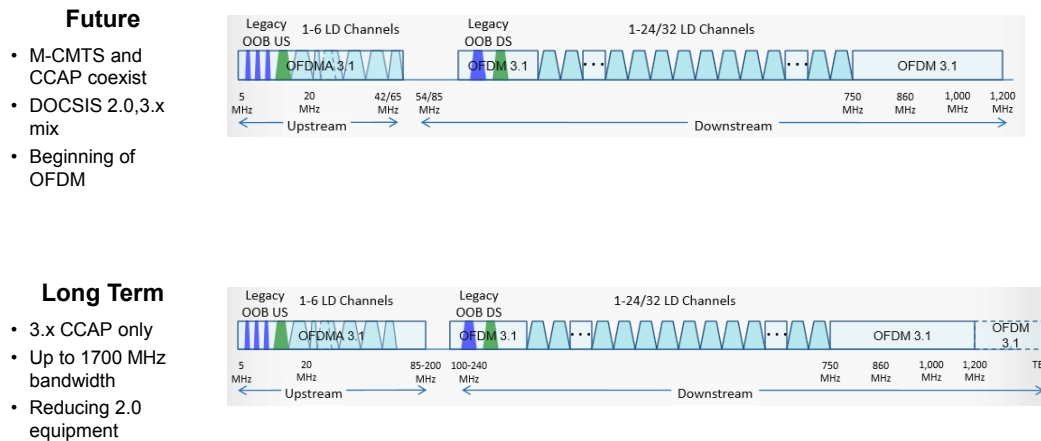 Future
• M-CMTS and
CCAP coexist
• DOCSIS 2.0,3.x
mix
• Beginning of
OFDM
Legacy
OOB US
1-6 LD Channels
Legacy
OOB DS
1-24/32 LD Channels
OFDMA 3.1
OFDM 3.1
...
...
OFDM 3.1
5
MHz
20
MHz
42/65
MHz
54/85
MHz
750
MHz
860
MHz
1,000
MHz
1,200
MHz
Upstream
Downstream
Long Term
• 3.x CCAP only
• Up to 1700 MHz
bandwidth
• Reducing 2.0
equipment
Legacy
OOB US
1-6 LD Channels
Legacy
OOB DS
1-24/32 LD Channels
OFDMA 3.1
OFDM 3.1
...
...
OFDM 3.1
OFDM
3.1
5
MHz
20
MHz
85-200
MHz
100-240
MHz
750
MHz
860
MHz
1,000
MHz
1,200
MHz
Upstream
Downstream